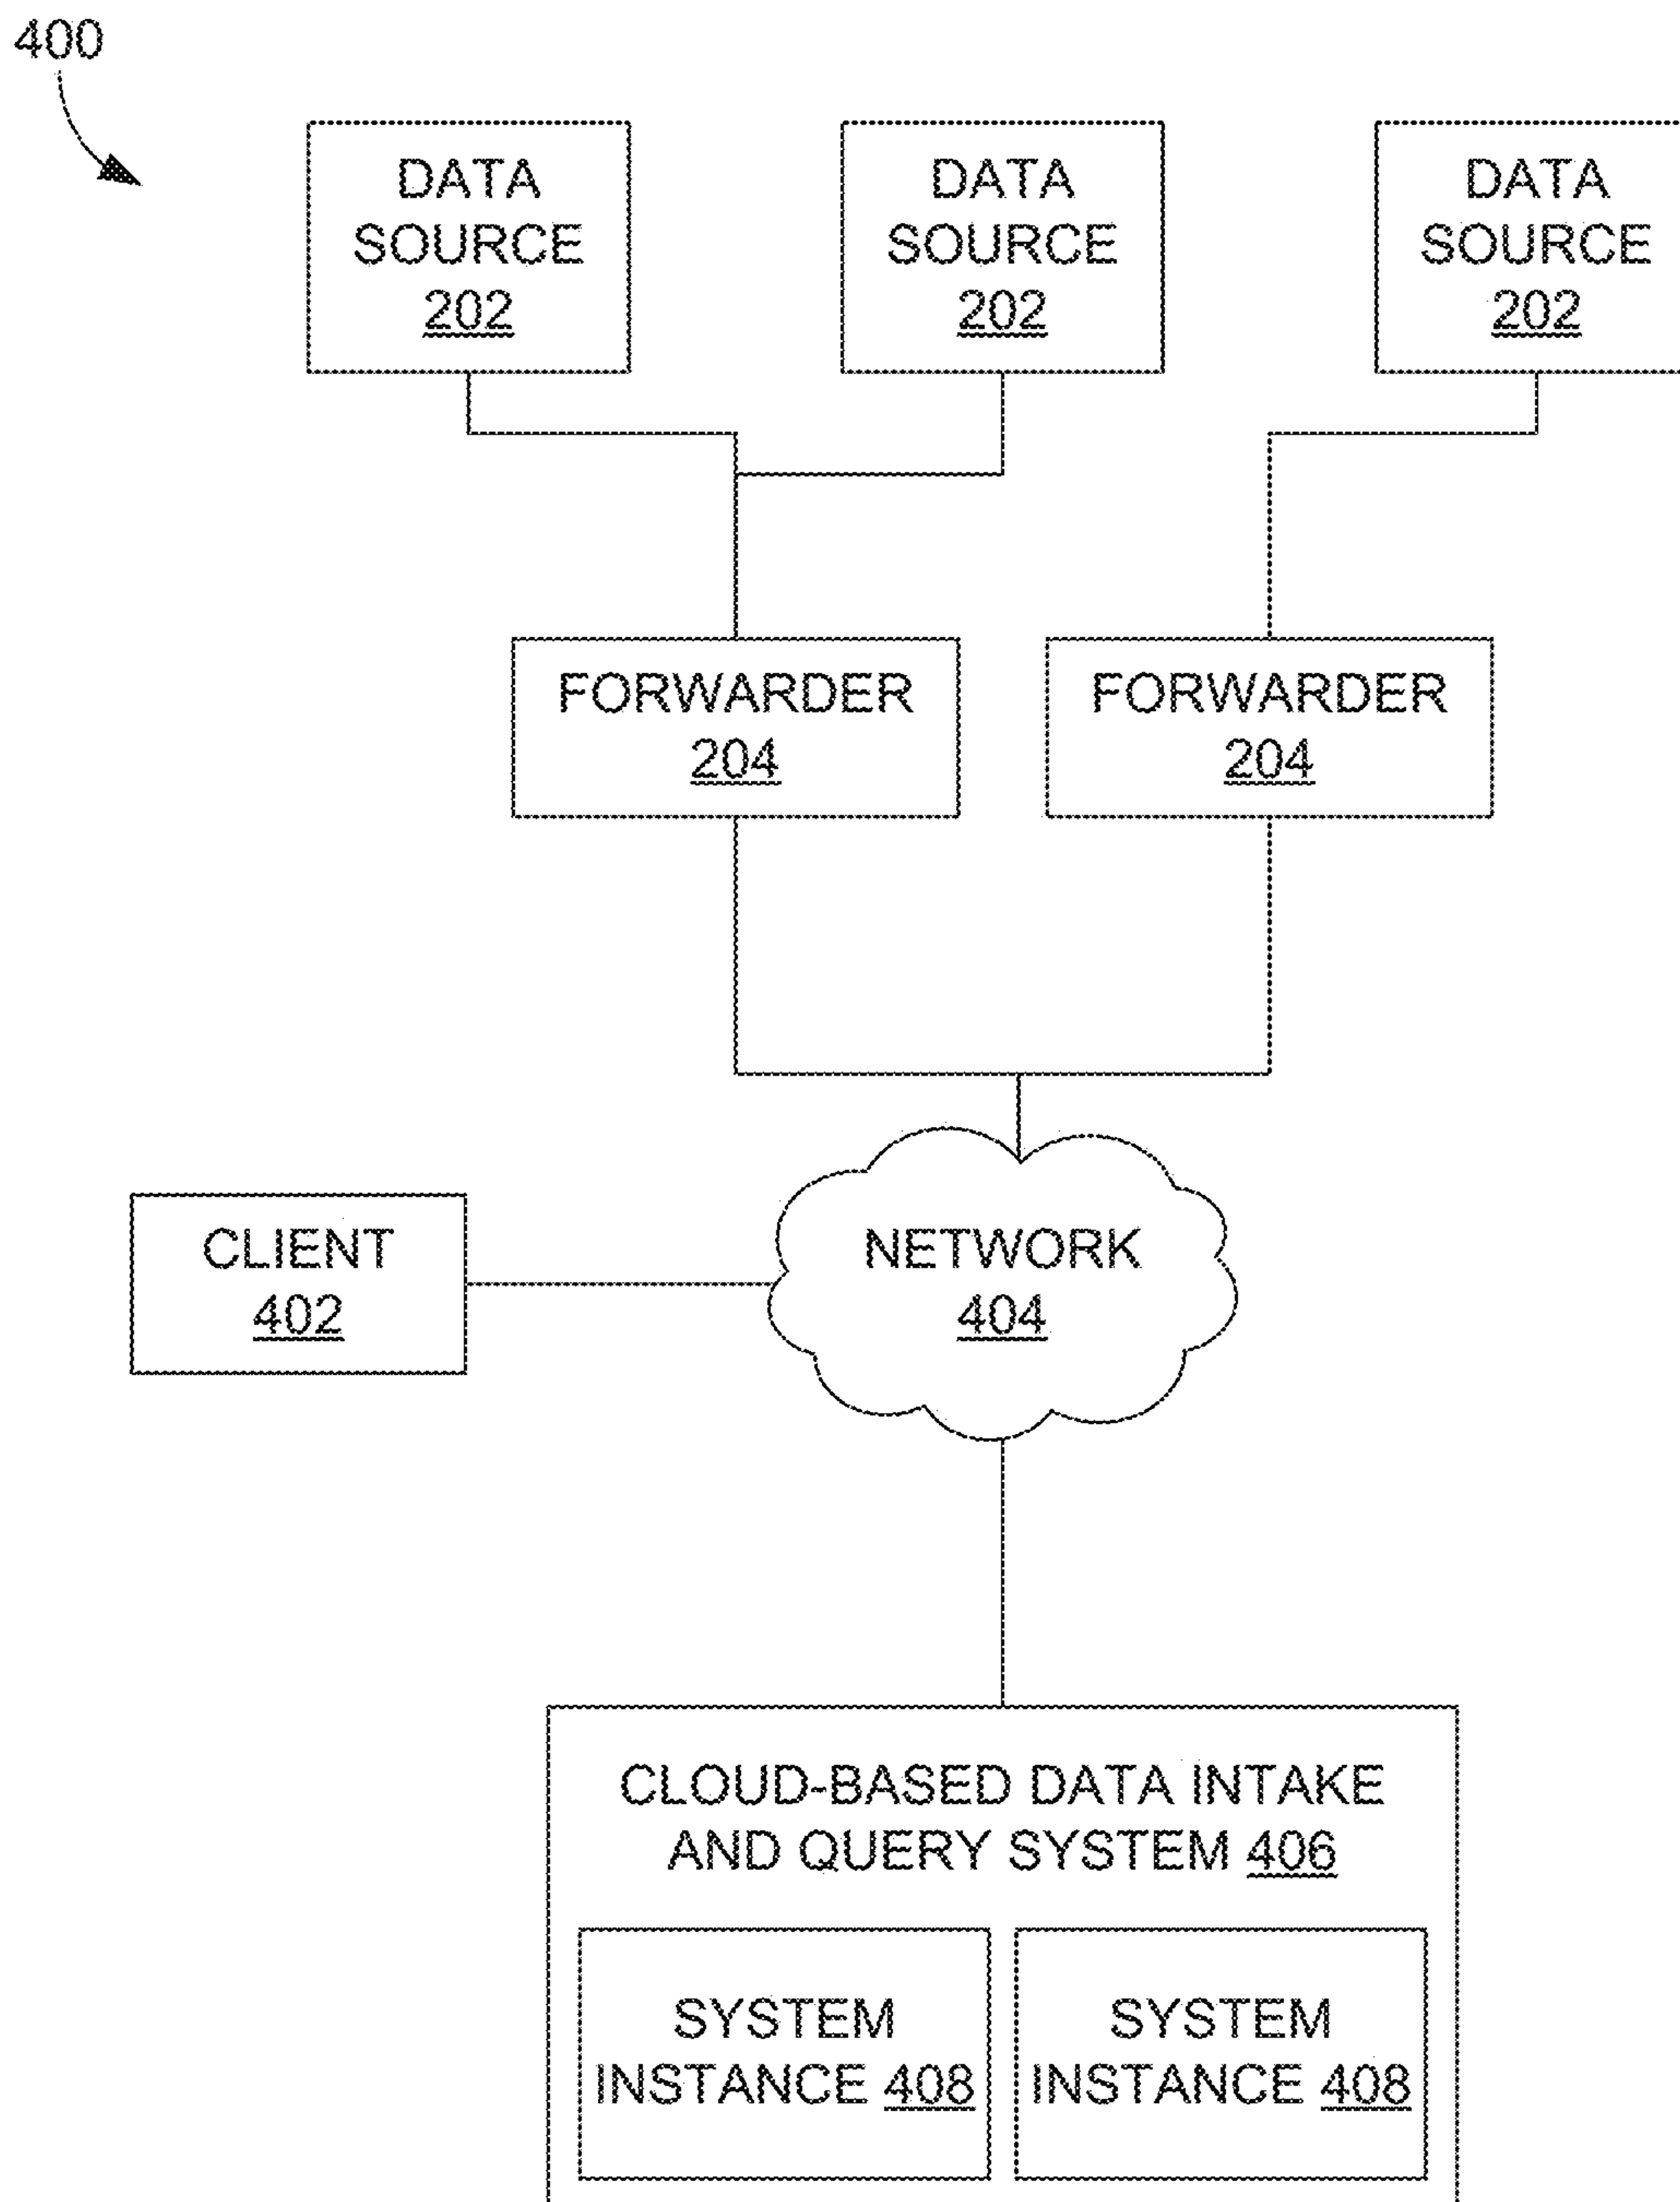 400
DATA
SOURCE
202
DATA
SOURCE
202
DATA
SOURCE
202
FORWARDER
204
FORWARDER
204
CLIENT
402
NETWORK
404
CLOUD-BASED DATA INTAKE
AND QUERY SYSTEM 406
SYSTEM
INSTANCE 408
SYSTEM
INSTANCE 408